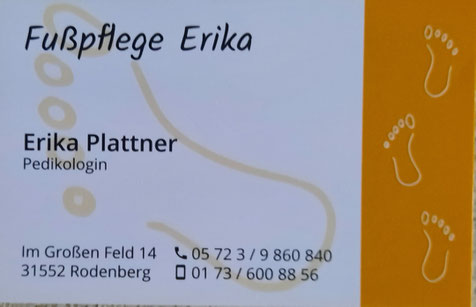 Fußpflege Erika
Erika Plattner
Pedikologin
Im Großen Feld 14 05 72 3 / 9 860 840
31552 Rodenberg 01 73 / 600 88 56